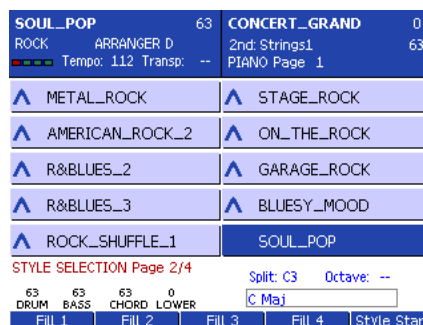 SOUL_POP 63
ROCK ARRANGER D
Tempo: 112 Transp: --
CONCERT_GRAND 0
2nd: Strings1 63
PIANO Page 1
METAL_ROCK
STAGE_ROCK
AMERICAN_ROCK_2
ON_THE_ROCK
R&BLUES_2
GARAGE_ROCK
R&BLUES_3
BLUESY_MOOD
ROCK_SHUFFLE_1
SOUL_POP
STYLE SELECTION Page 2/4
Split: C3 Octave: --
63 63 63 0
DRUM BASS CHORD LOWER
C Maj
Fill 1 Fill 2 Fill 3 Fill 4 Style Star